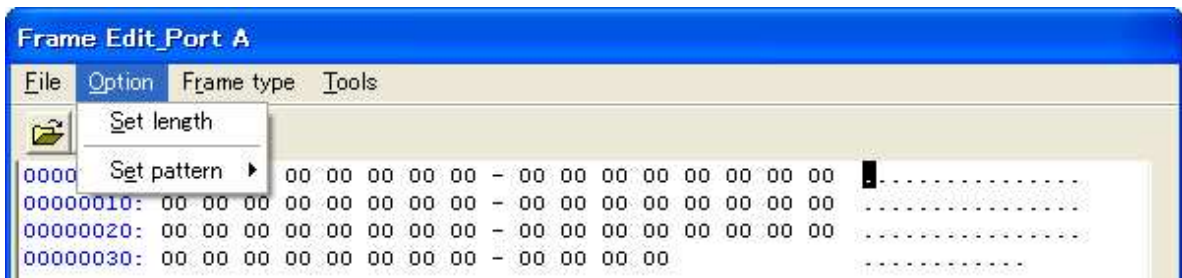 Frame Edit_Port A
File Option Frame type Tools
Set length
Set pattern
0000 00 00 00 00 00 - 00 00 00 00 00 00 00 00 ................
00000010: 00 00 00 00 00 00 00 00 - 00 00 00 00 00 00 00 00 ................
00000020: 00 00 00 00 00 00 00 00 - 00 00 00 00 00 00 00 00 ................
00000030: 00 00 00 00 00 00 00 00 - 00 00 00 00 ............